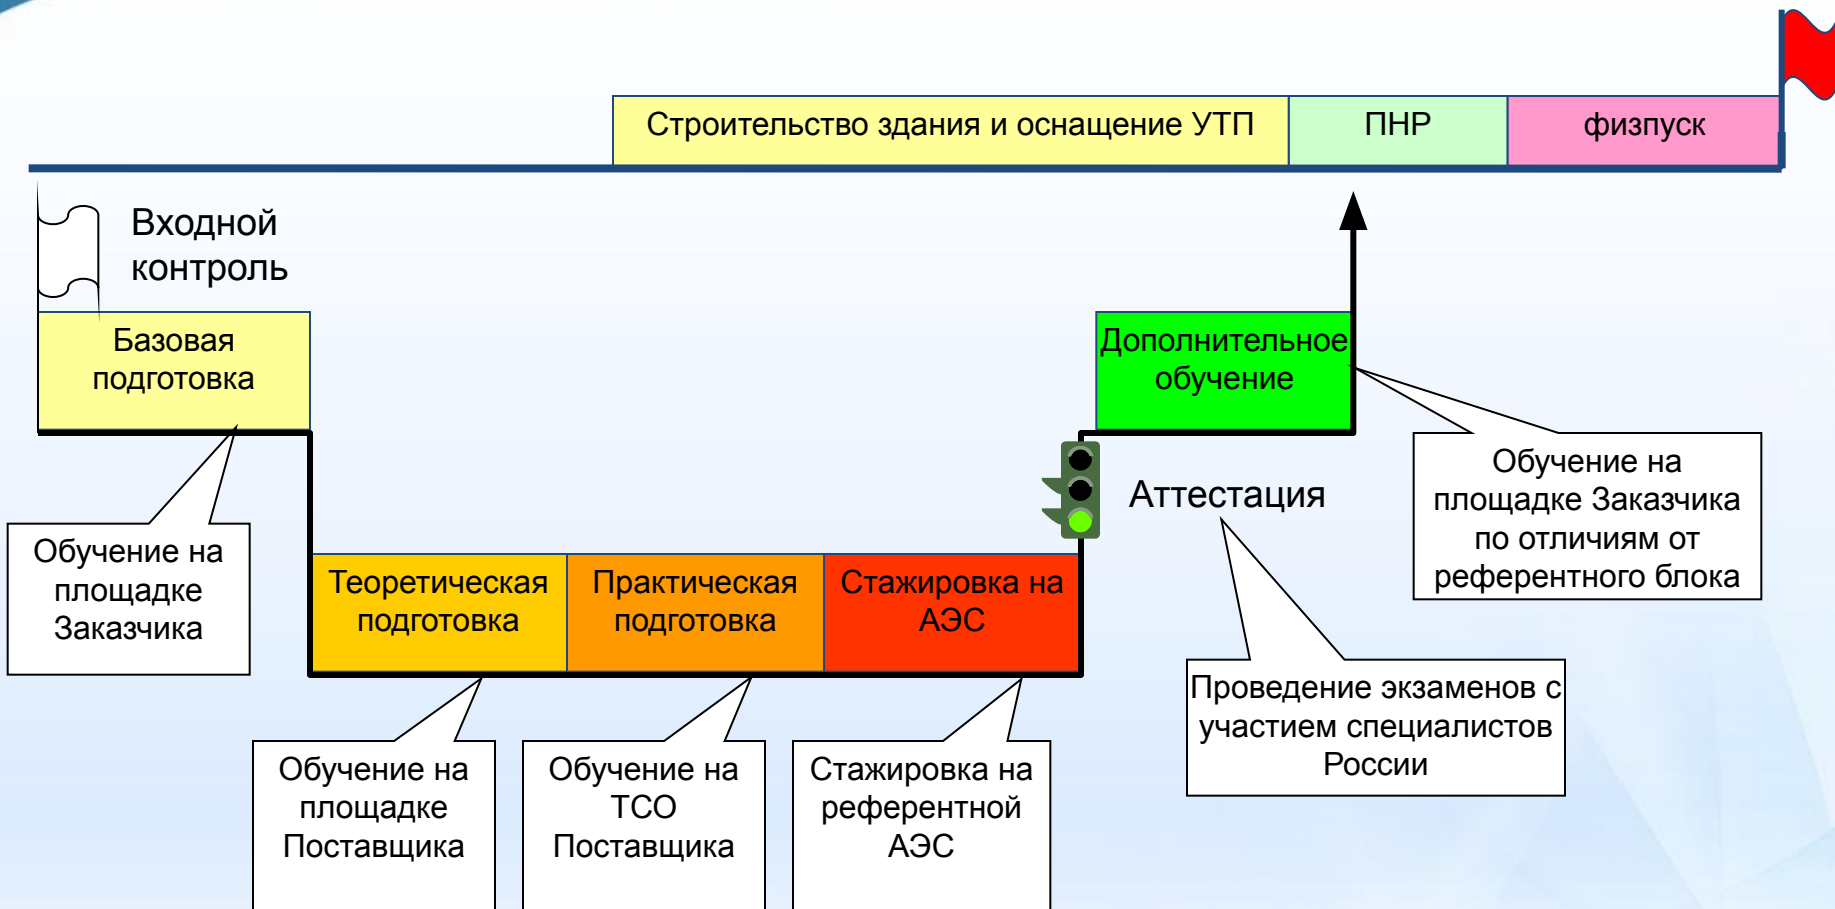 Строительство здания и оснащение УТП
ПНР
физпуск
Входной
контроль
Базовая
подготовка
Дополнительное
обучение
Обучение на
площадке Заказчика
по отличиям от
референтного блока
Аттестация
Обучение на
площадке
Заказчика
Теоретическая
подготовка
Практическая
подготовка
Стажировка на
АЭС
Проведение экзаменов с
участием специалистов
России
Обучение на
площадке
Поставщика
Обучение на
ТСО
Поставщика
Стажировка на
референтной
АЭС